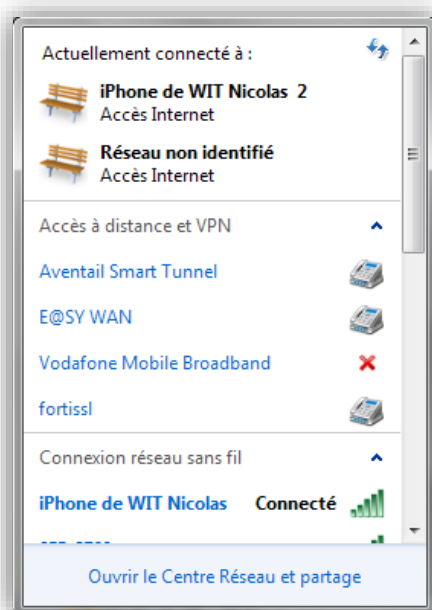 Actuellement connecté à :
iPhone de WIT Nicolas 2
Accès Internet
Réseau non identifié
Accès Internet
Accès à distance et VPN
Aventail Smart Tunnel
E@SY WAN
Vodafone Mobile Broadband
fortissl
Connexion réseau sans fil
iPhone de WIT Nicolas Connecté
Ouvrir le Centre Réseau et partage